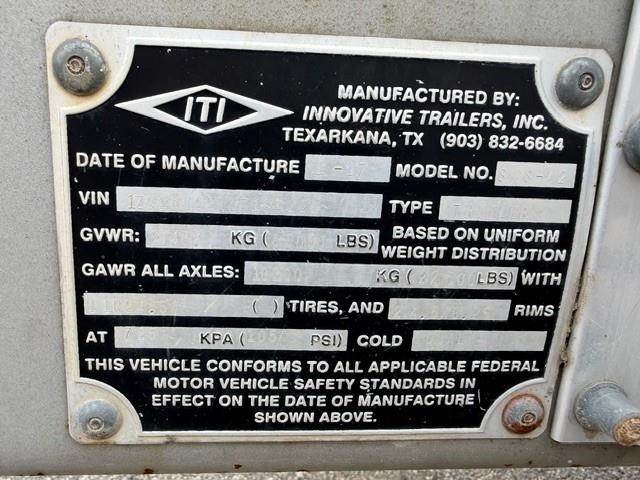 ITI
MANUFACTURED BY:
INNOVATIVE TRAILERS, INC.
TEXARKANA, TX (903) 832-6684
DATE OF MANUFACTURE MODEL NO.
VIN TYPE
GVWR: KG ( LBS) BASED ON UNIFORM WEIGHT DISTRIBUTION
GAWR ALL AXLES: KG ( LBS) WITH
( ) TIRES, AND RIMS
AT KPA ( PSI) COLD
THIS VEHICLE CONFORMS TO ALL APPLICABLE FEDERAL
MOTOR VEHICLE SAFETY STANDARDS IN
EFFECT ON THE DATE OF MANUFACTURE
SHOWN ABOVE.